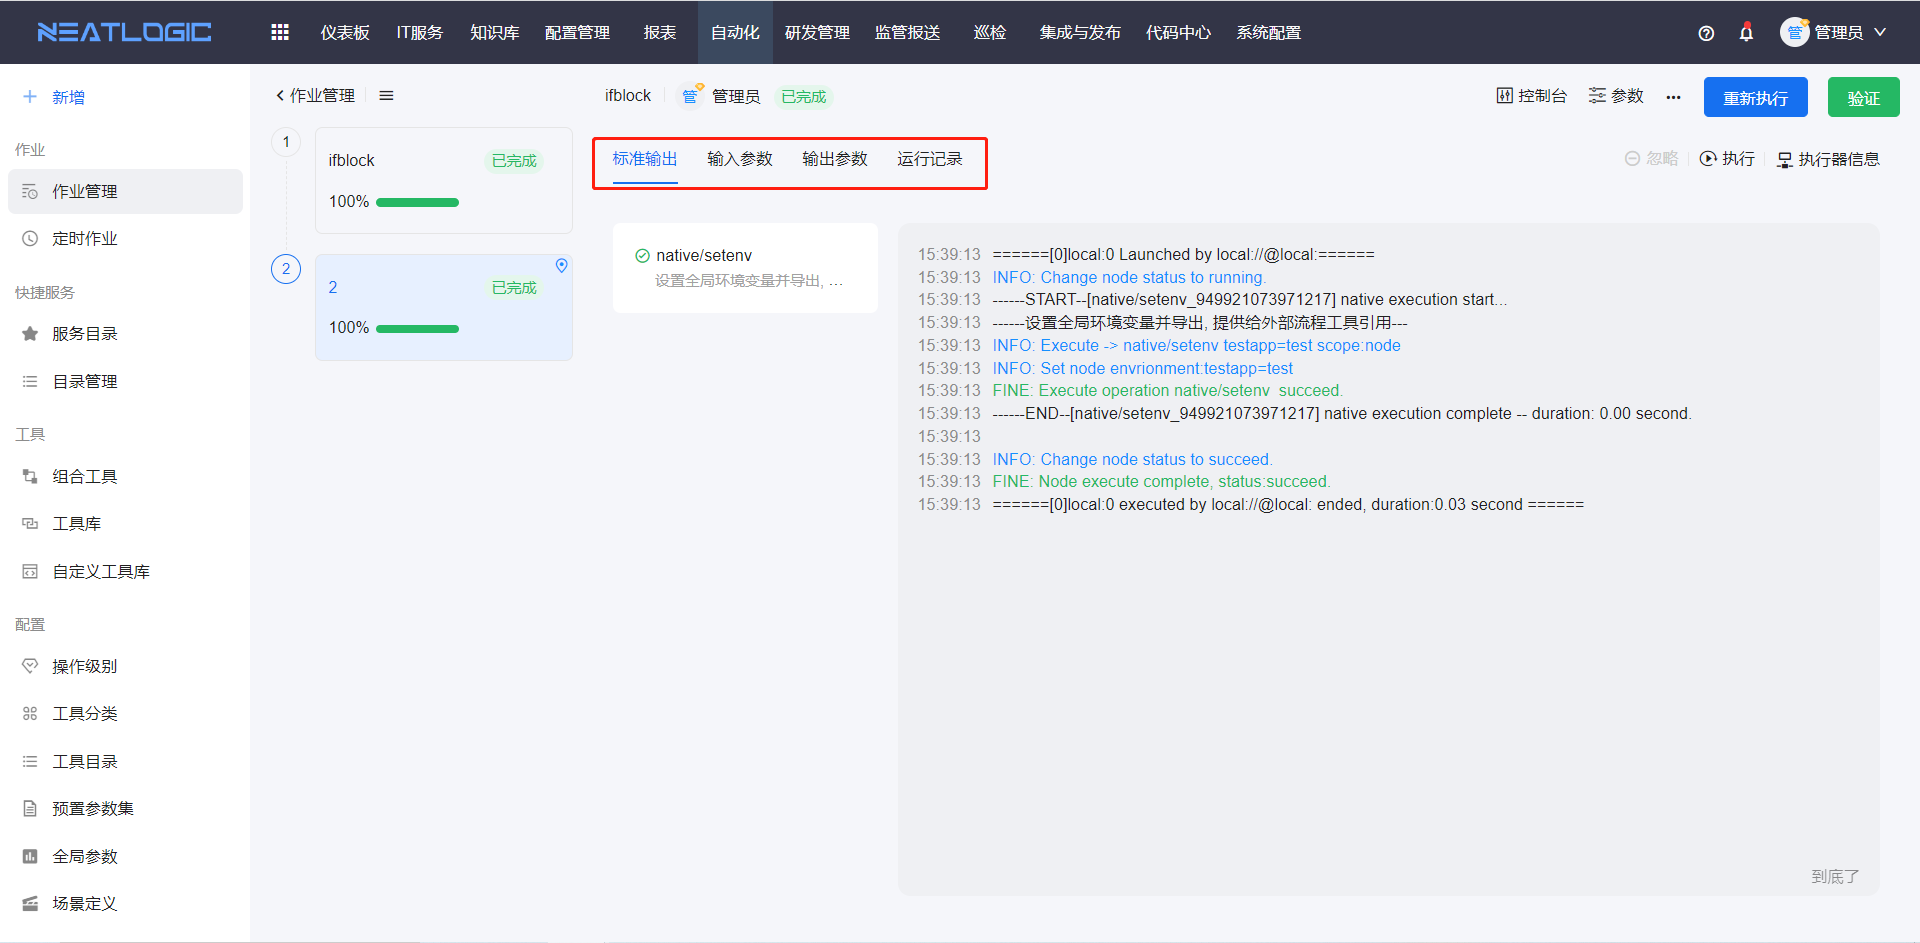 NEATLOGIC
仪表板 IT服务 知识库 配置管理 报表 自动化 研发管理 监管报送 巡检 集成与发布 代码中心 系统配置
管 管理员
新增
作业
作业管理
定时作业
快捷服务
服务目录
目录管理
工具
组合工具
工具库
自定义工具库
配置
操作级别
工具分类
工具目录
预置参数集
全局参数
场景定义
作业管理
ifblock 管 管理员 已完成
控制台 参数 ... 重新执行 验证
1
ifblock 已完成
100%
2
2 已完成
100%
标准输出 输入参数 输出参数 运行记录
忽略 执行 执行器信息
native/setenv
设置全局环境变量并导出, ...
15:39:13 ======[0]local:0 Launched by local://@local:======
15:39:13 INFO: Change node status to running.
15:39:13 ------START--[native/setenv_949921073971217] native execution start...
15:39:13 ------设置全局环境变量并导出, 提供给外部流程工具引用---
15:39:13 INFO: Execute -> native/setenv testapp=test scope:node
15:39:13 INFO: Set node envrionment:testapp=test
15:39:13 FINE: Execute operation native/setenv  succeed.
15:39:13 ------END--[native/setenv_949921073971217] native execution complete -- duration: 0.00 second.
15:39:13
15:39:13 INFO: Change node status to succeed.
15:39:13 FINE: Node execute complete, status:succeed.
15:39:13 ======[0]local:0 executed by local://@local: ended, duration:0.03 second ======
到底了